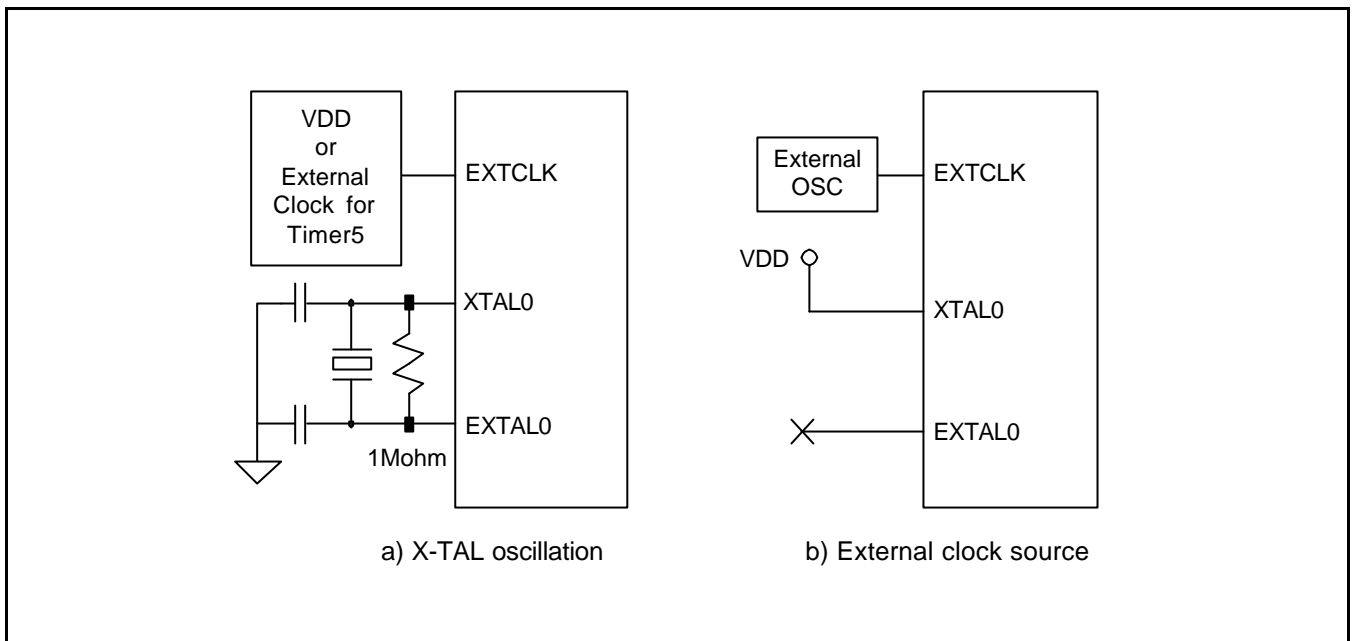 VDD
or
External
Clock for
Timer5
EXTCLK
XTAL0
EXTAL0
1Mohm
a) X-TAL oscillation
External
OSC
EXTCLK
VDD
XTAL0
EXTAL0
b) External clock source